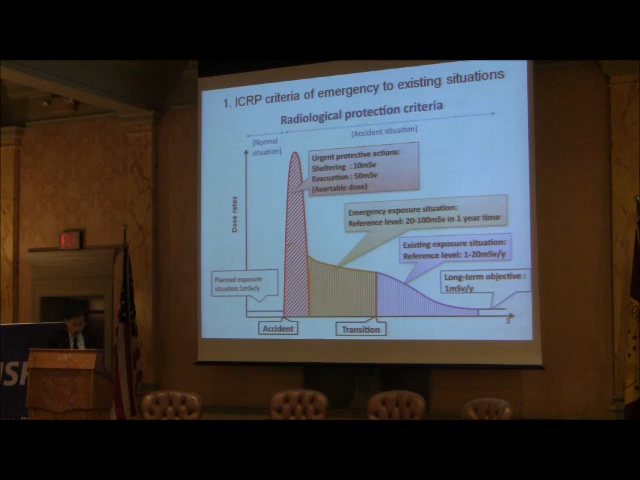 1. ICRP criteria of emergency to existing situations
Radiological protection criteria
[Normal
situation]
[Accident situation]
Urgent protective actions:
Sheltering : 10mSv
Evacuation : 50mSv
(Avertable dose)
Dose rates
Emergency exposure situation:
Reference level: 20-100mSv in 1 year time
Existing exposure situation:
Reference level: 1-20mSv/y
Planned exposure
situation:1mSv/y
Long-term objective :
1mSv/y
Accident
Transition